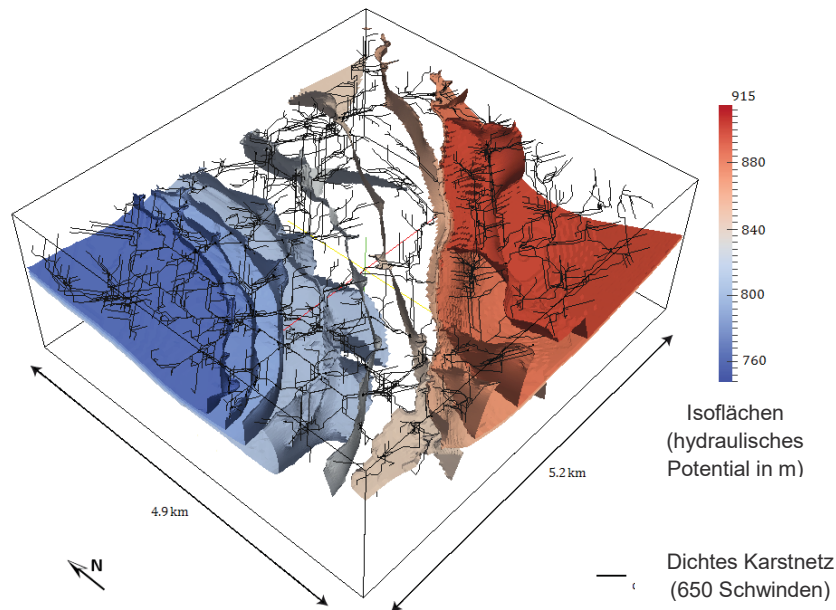 915
880
840
800
760
Isoflächen
(hydraulisches
Potential in m)
5.2 km
4.9 km
N
Dichtes Karstnetz
(650 Schwinden)